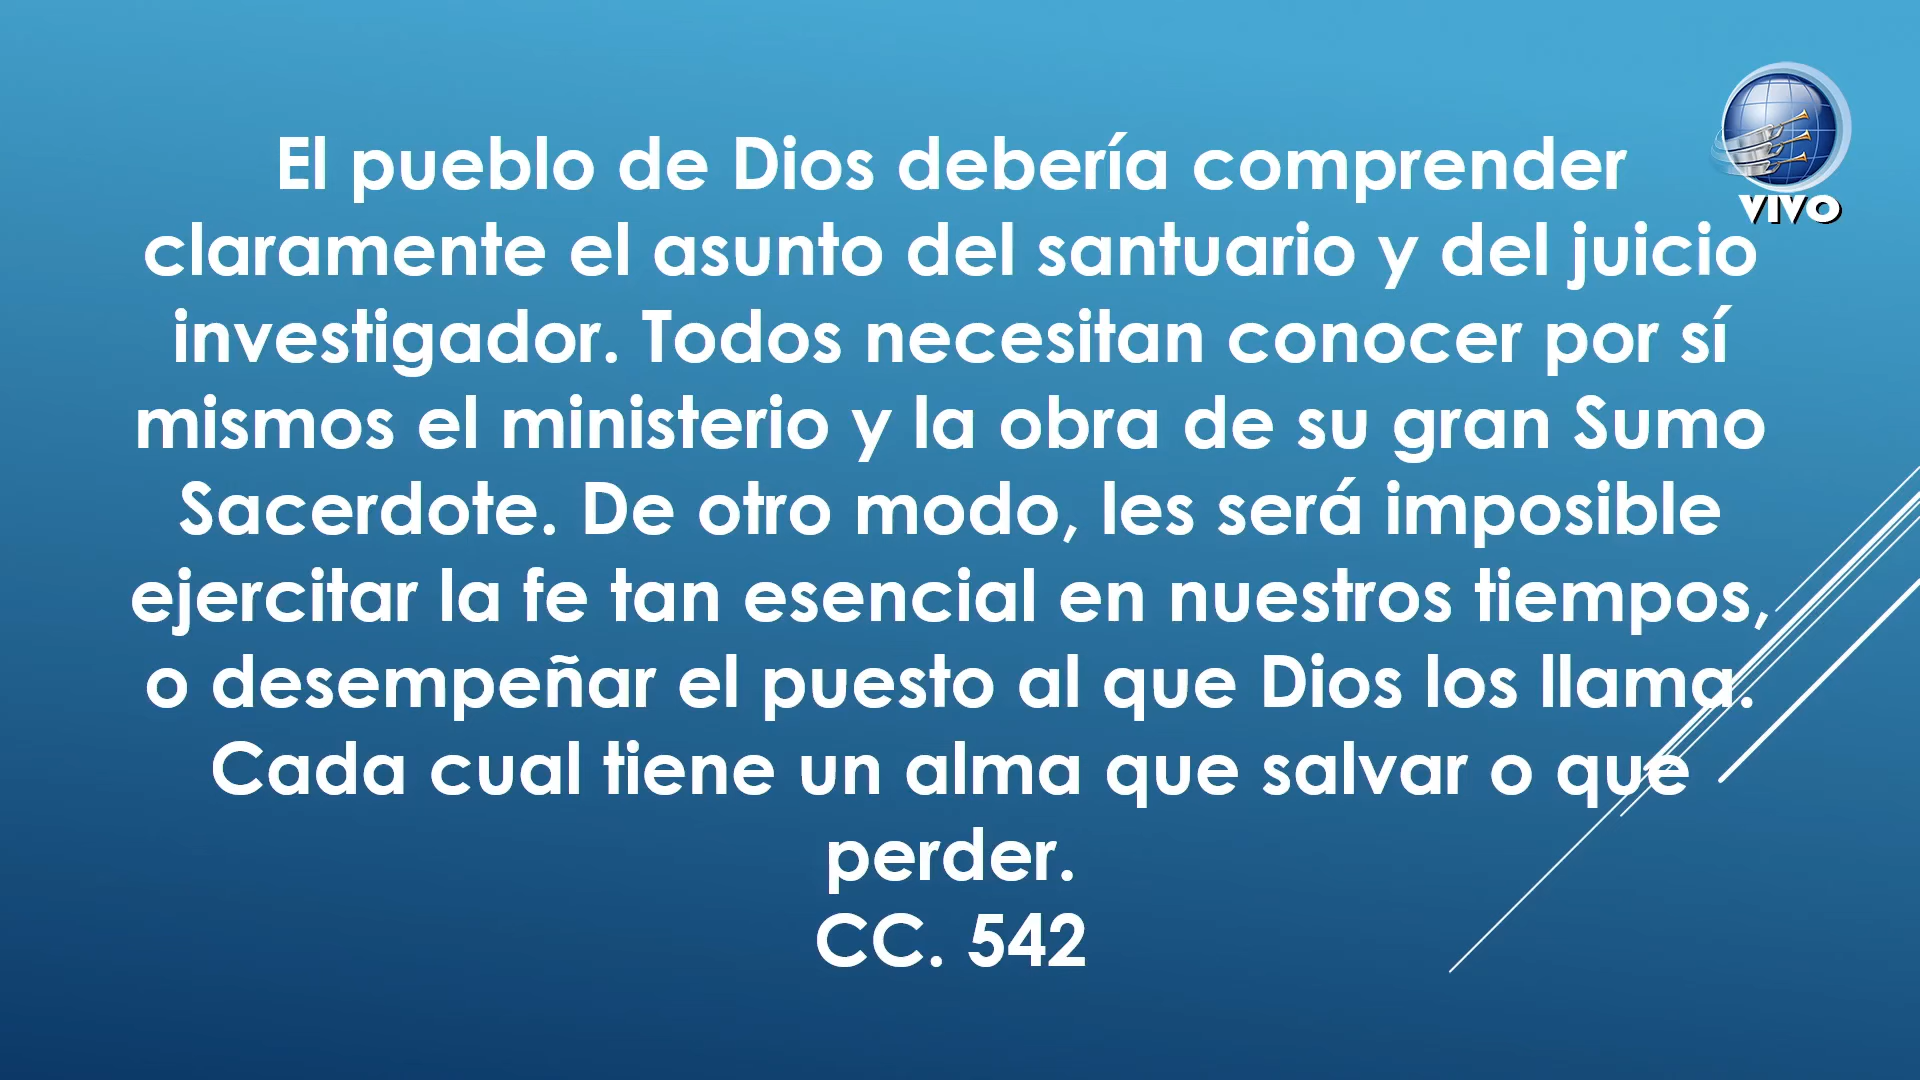 El pueblo de Dios debería comprender
claramente el asunto del santuario y del juicio
investigador. Todos necesitan conocer por sí
mismos el ministerio y la obra de su gran Sumo
Sacerdote. De otro modo, les será imposible
ejercitar la fe tan esencial en nuestros tiempos,
o desempeñar el puesto al que Dios los llama.
Cada cual tiene un alma que salvar o que
perder.
CC. 542
VIVO